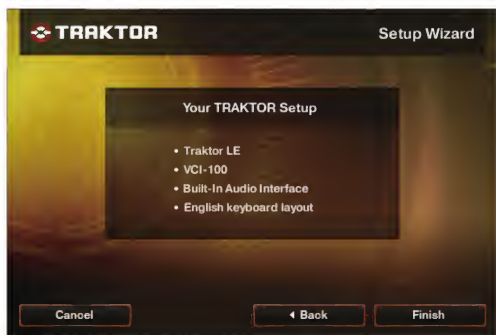 TRAKTOR
Setup Wizard
Your TRAKTOR Setup
• Traktor LE
• VCI-100
• Built-In Audio Interface
• English keyboard layout
Cancel
Back
Finish